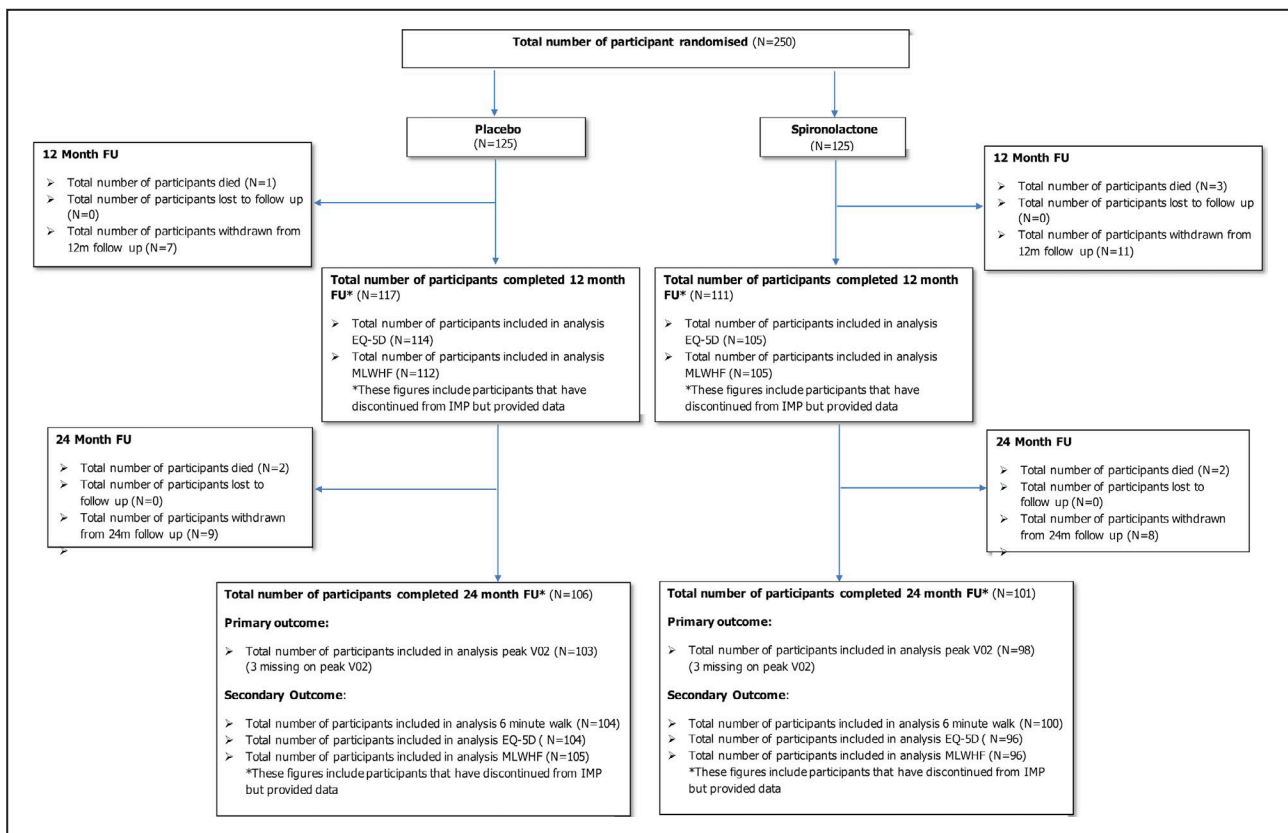 Total number of participant randomised (N=250)
Placebo
(N=125)
Spironolactone
(N=125)
12 Month FU
➢ Total number of participants died (N=1)
➢ Total number of participants lost to follow up
(N=0)
➢ Total number of participants withdrawn from
12m follow up (N=7)
12 Month FU
➢ Total number of participants died (N=3)
➢ Total number of participants lost to follow up
(N=0)
➢ Total number of participants withdrawn from
12m follow up (N=11)
Total number of participants completed 12 month
FU* (N=117)
➢ Total number of participants included in analysis
EQ-5D (N=114)
➢ Total number of participants included in analysis
MLWHF (N=112)
*These figures include participants that have
discontinued from IMP but provided data
Total number of participants completed 12 month
FU* (N=111)
➢ Total number of participants included in analysis
EQ-5D (N=105)
➢ Total number of participants included in analysis
MLWHF (N=105)
*These figures include participants that have
discontinued from IMP but provided data
24 Month FU
➢ Total number of participants died (N=2)
➢ Total number of participants lost to
follow up (N=0)
➢ Total number of participants withdrawn
from 24m follow up (N=9)
➢
24 Month FU
➢ Total number of participants died (N=2)
➢ Total number of participants lost to
follow up (N=0)
➢ Total number of participants withdrawn
from 24m follow up (N=8)
➢
Total number of participants completed 24 month FU* (N=106)
Primary outcome:
➢ Total number of participants included in analysis peak V02 (N=103)
(3 missing on peak V02)
Secondary Outcome:
➢ Total number of participants included in analysis 6 minute walk (N=104)
➢ Total number of participants included in analysis EQ-5D ( N=104)
➢ Total number of participants included in analysis MLWHF (N=105)
*These figures include participants that have discontinued from IMP
but provided data
Total number of participants completed 24 month FU* (N=101)
Primary outcome:
➢ Total number of participants included in analysis peak V02 (N=98)
(3 missing on peak V02)
Secondary Outcome:
➢ Total number of participants included in analysis 6 minute walk (N=100)
➢ Total number of participants included in analysis EQ-5D (N=96)
➢ Total number of participants included in analysis MLWHF (N=96)
*These figures include participants that have discontinued from IMP
but provided data